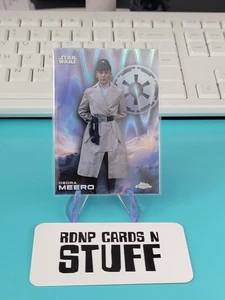 STAR WARS
DEDRA
MEERO
RDNP CARDS N
STUFF